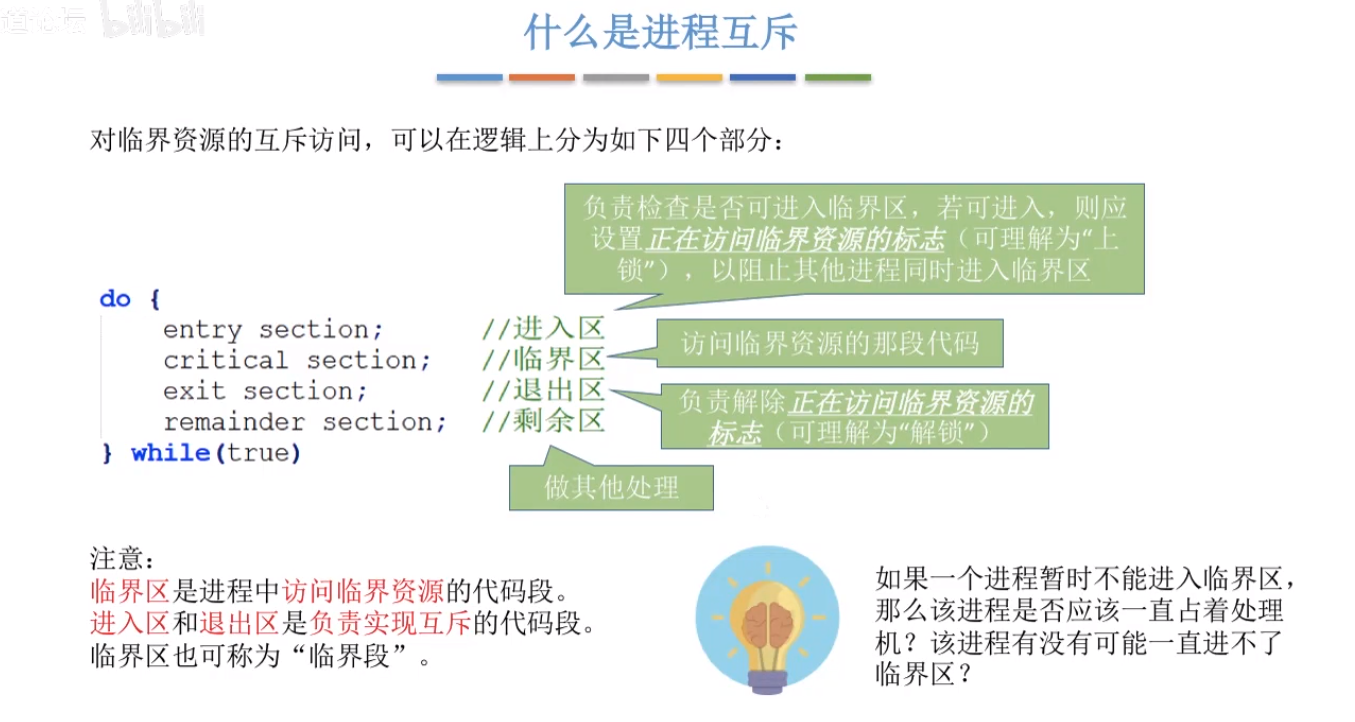 道论坛 bilibili
什么是进程互斥
对临界资源的互斥访问，可以在逻辑上分为如下四个部分：
负责检查是否可进入临界区，若可进入，则应
设置正在访问临界资源的标志（可理解为“上
锁”），以阻止其他进程同时进入临界区
do {
entry section; //进入区
critical section; //临界区
exit section; //退出区
remainder section; //剩余区
} while(true)
访问临界资源的那段代码
负责解除正在访问临界资源的
标志（可理解为“解锁”）
做其他处理
注意：
临界区是进程中访问临界资源的代码段。
进入区和退出区是负责实现互斥的代码段。
临界区也可称为“临界段”。
如果一个进程暂时不能进入临界区，
那么该进程是否应该一直占着处理
机？该进程有没有可能一直进不了
临界区？